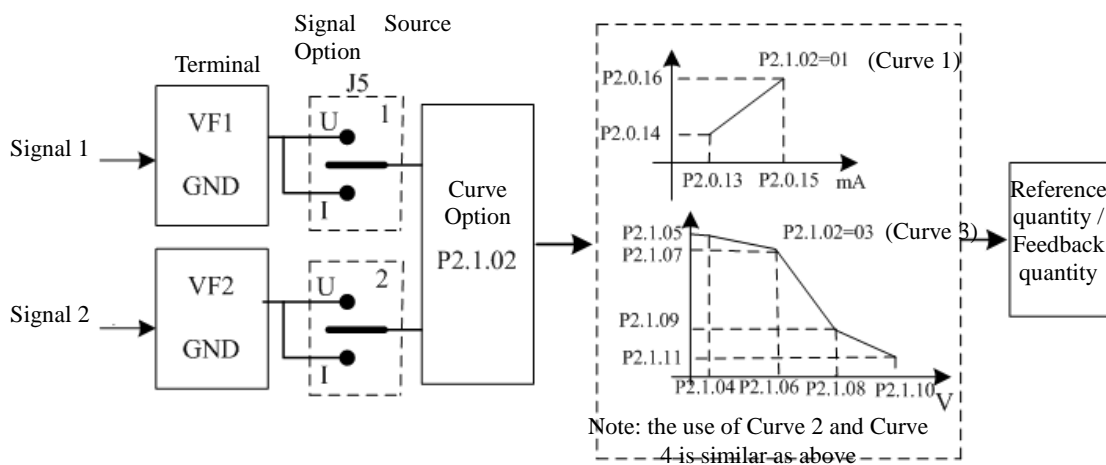 Signal Source
Option
Terminal
J5
Signal 1
VF1
GND
U
1
I
Signal 2
VF2
GND
U
2
I
Curve
Option
P2.1.02
P2.0.16
P2.0.14
P2.1.02=01 (Curve 1)
P2.0.13 P2.0.15 mA
P2.1.05
P2.1.07
P2.1.09
P2.1.11
P2.1.02=03 (Curve 3)
P2.1.04 P2.1.06 P2.1.08 P2.1.10 V
Note: the use of Curve 2 and Curve
4 is similar as above
Reference
quantity /
Feedback
quantity